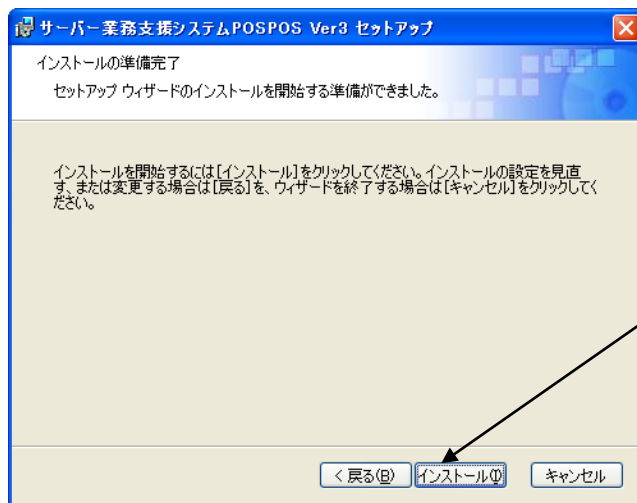 サーバー業務支援システムPOSPOS Ver3 セットアップ
インストールの準備完了
セットアップ ウィザードのインストールを開始する準備ができました。
インストールを開始するには[インストール]をクリックしてください。インストールの設定を見直
す、または変更する場合は[戻る]を、ウィザードを終了する場合は[キャンセル]をクリックしてく
ださい。
< 戻る(B) インストール(I) キャンセル